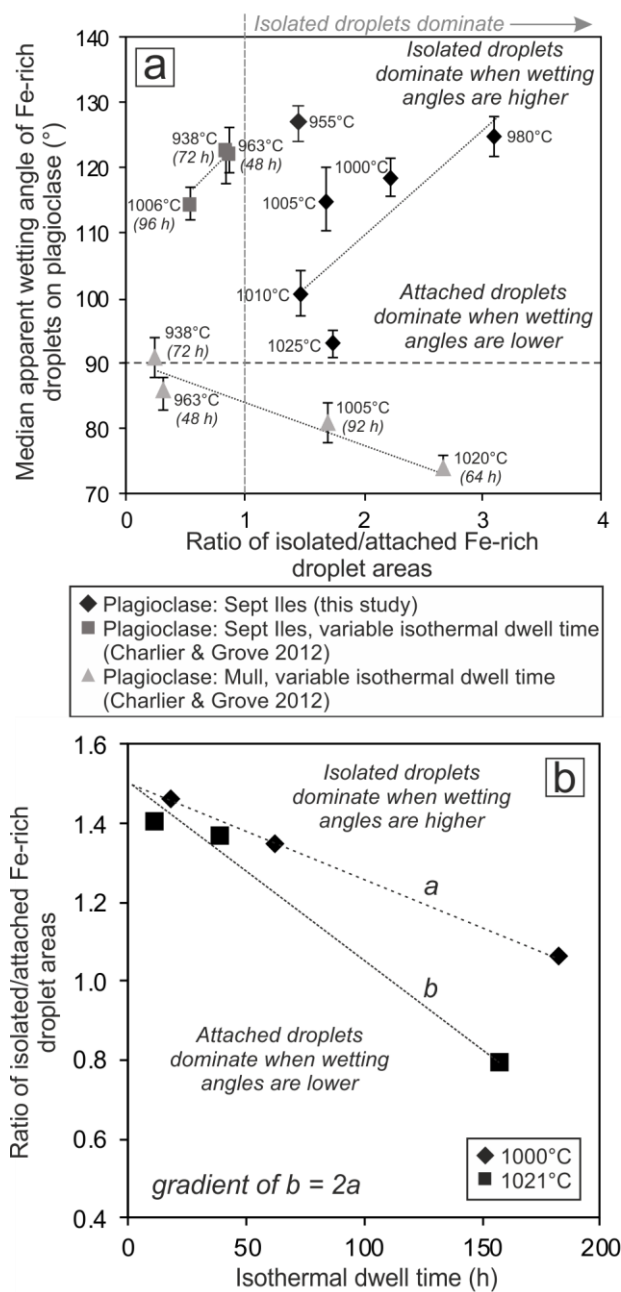 Isolated droplets dominate
a
Isolated droplets
dominate when wetting
angles are higher
140
130
120
110
100
90
80
70
Median apparent wetting angle of Fe-rich
droplets on plagioclase (°)
955°C
938°C
(72 h)
963°C
(48 h)
980°C
1000°C
1006°C
(96 h)
1005°C
1010°C
Attached droplets
dominate when wetting
angles are lower
1025°C
938°C
(72 h)
963°C
(48 h)
1005°C
(92 h)
1020°C
(64 h)
0 1 2 3 4
Ratio of isolated/attached Fe-rich
droplet areas
Plagioclase: Sept Iles (this study)
Plagioclase: Sept Iles, variable isothermal dwell time
(Charlier & Grove 2012)
Plagioclase: Mull, variable isothermal dwell time
(Charlier & Grove 2012)
b
Isolated droplets
dominate when wetting
angles are higher
1.6
1.4
1.2
1.0
0.8
0.6
0.4
Ratio of isolated/attached Fe-rich
droplet areas
a
b
Attached droplets
dominate when wetting
angles are lower
1000°C
1021°C
gradient of b = 2a
0 50 100 150 200
Isothermal dwell time (h)